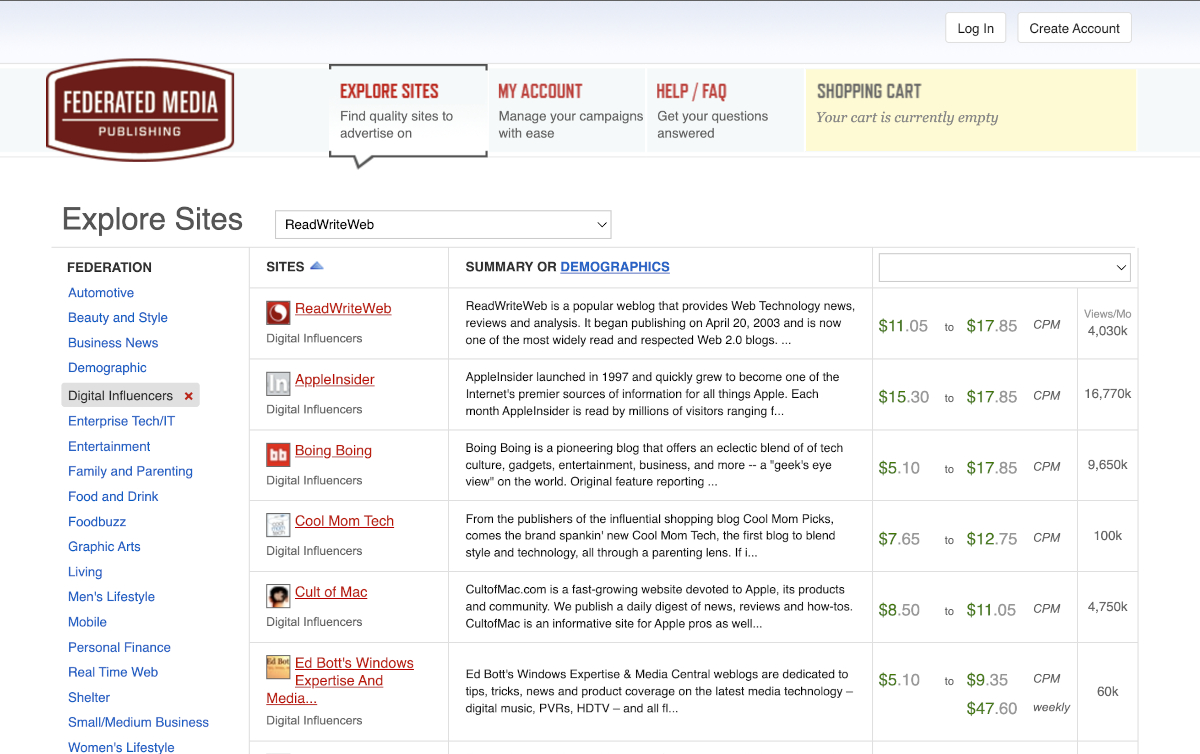 Log In
Create Account
FEDERATED MEDIA
PUBLISHING
EXPLORE SITES
Find quality sites to
advertise on
MY ACCOUNT
Manage your campaigns
with ease
HELP / FAQ
Get your questions
answered
SHOPPING CART
Your cart is currently empty
Explore Sites
ReadWriteWeb
FEDERATION
Automotive
Beauty and Style
Business News
Demographic
Digital Influencers ×
Enterprise Tech/IT
Entertainment
Family and Parenting
Food and Drink
Foodbuzz
Graphic Arts
Living
Men's Lifestyle
Mobile
Personal Finance
Real Time Web
Shelter
Small/Medium Business
Women's Lifestyle
SITES
SUMMARY OR DEMOGRAPHICS
ReadWriteWeb
Digital Influencers
ReadWriteWeb is a popular weblog that provides Web Technology news,
reviews and analysis. It began publishing on April 20, 2003 and is now
one of the most widely read and respected Web 2.0 blogs. ...
$11.05 to $17.85 CPM
Views/Mo
4,030k
In
AppleInsider
Digital Influencers
AppleInsider launched in 1997 and quickly grew to become one of the
Internet's premier sources of information for all things Apple. Each
month AppleInsider is read by millions of visitors ranging f...
$15.30 to $17.85 CPM
16,770k
bb
Boing Boing
Digital Influencers
Boing Boing is a pioneering blog that offers an eclectic blend of of tech
culture, gadgets, entertainment, business, and more -- a "geek's eye
view" on the world. Original feature reporting ...
$5.10 to $17.85 CPM
9,650k
Cool Mom Tech
Digital Influencers
From the publishers of the influential shopping blog Cool Mom Picks,
comes the brand spankin' new Cool Mom Tech, the first blog to blend
style and technology, all through a parenting lens. If i...
$7.65 to $12.75 CPM
100k
Cult of Mac
Digital Influencers
CultofMac.com is a fast-growing website devoted to Apple, its products
and community. We publish a daily digest of news, reviews and how-tos.
CultofMac is an informative site for Apple pros as well...
$8.50 to $11.05 CPM
4,750k
Ed Bot
Ed Bott's Windows
Expertise And
Media...
Digital Influencers
Ed Bott's Windows Expertise & Media Central weblogs are dedicated to
tips, tricks, news and product coverage on the latest media technology –
digital music, PVRs, HDTV – and all fl...
$5.10 to $9.35 CPM
$47.60 weekly
60k